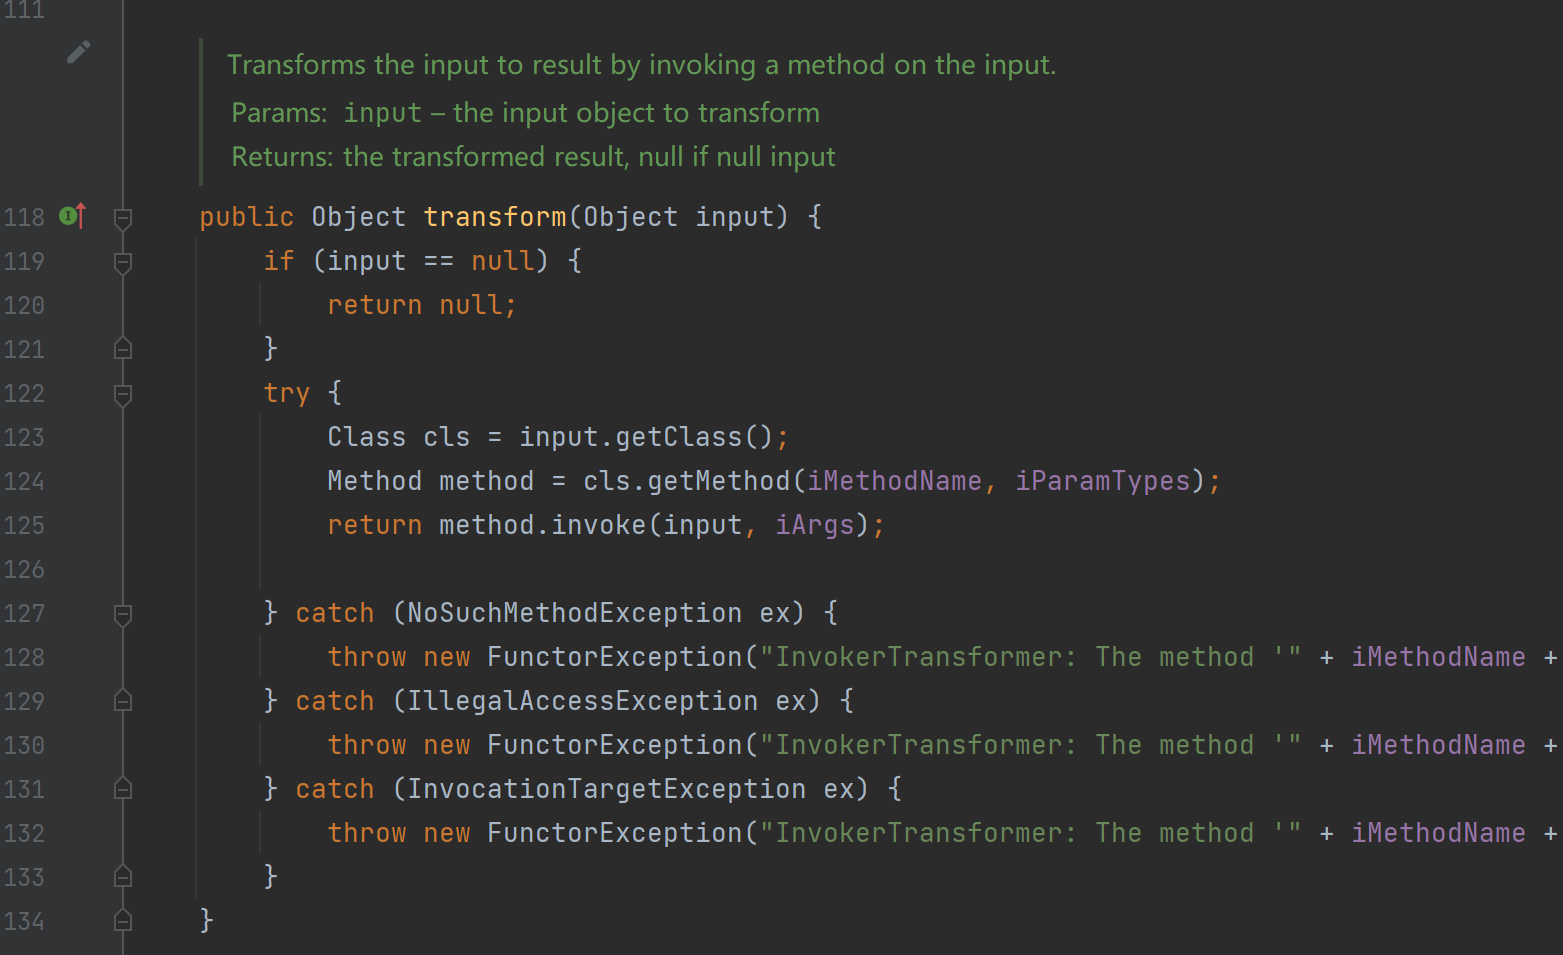 111
Transforms the input to result by invoking a method on the input.
Params: input – the input object to transform
Returns: the transformed result, null if null input
118 public Object transform(Object input) {
119 if (input == null) {
120 return null;
121 }
122 try {
123 Class cls = input.getClass();
124 Method method = cls.getMethod(iMethodName, iParamTypes);
125 return method.invoke(input, iArgs);
126
127 } catch (NoSuchMethodException ex) {
128 throw new FunctorException("InvokerTransformer: The method '" + iMethodName +
129 } catch (IllegalAccessException ex) {
130 throw new FunctorException("InvokerTransformer: The method '" + iMethodName +
131 } catch (InvocationTargetException ex) {
132 throw new FunctorException("InvokerTransformer: The method '" + iMethodName +
133 }
134 }